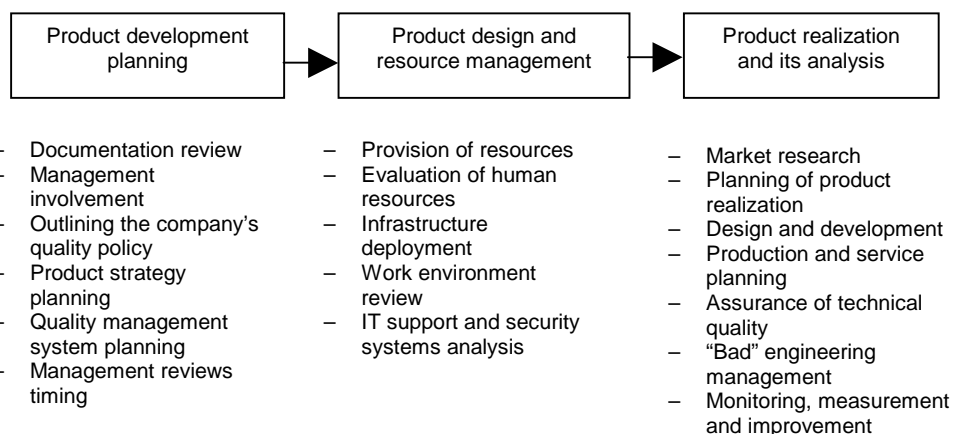 Product development
planning
Product design and
resource management
Product realization
and its analysis
– Documentation review
– Management
involvement
– Outlining the company’s
quality policy
– Product strategy
planning
– Quality management
system planning
– Management reviews
timing
– Provision of resources
– Evaluation of human
resources
– Infrastructure
deployment
– Work environment
review
– IT support and security
systems analysis
– Market research
– Planning of product
realization
– Design and development
– Production and service
planning
– Assurance of technical
quality
– “Bad” engineering
management
– Monitoring, measurement
and improvement